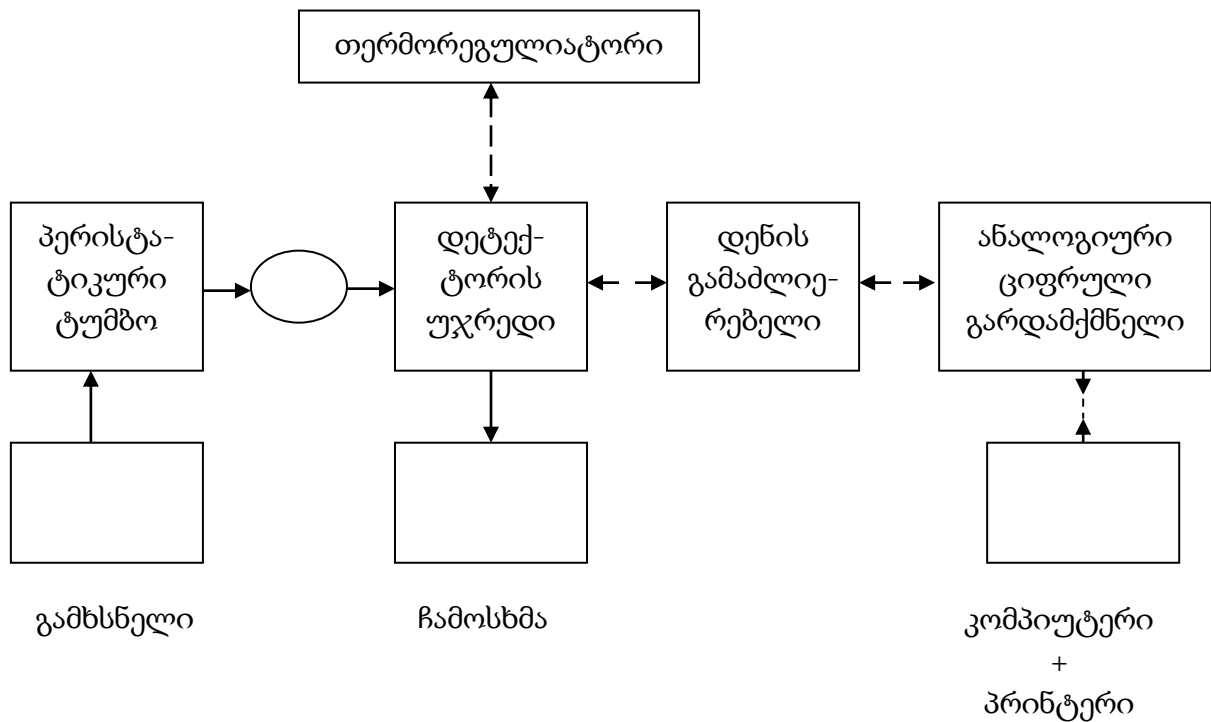 თერმორეგულიატორი
პერისტა-
ტიკური
ტუმბო
დეტექ-
ტორის
უჯრედი
დენის
გამაძლიე-
რებელი
ანალოგიური
ციფრული
გარდამქმნელი
გამხსნელი
ჩამოსხმა
კომპიუტერი
+
პრინტერი